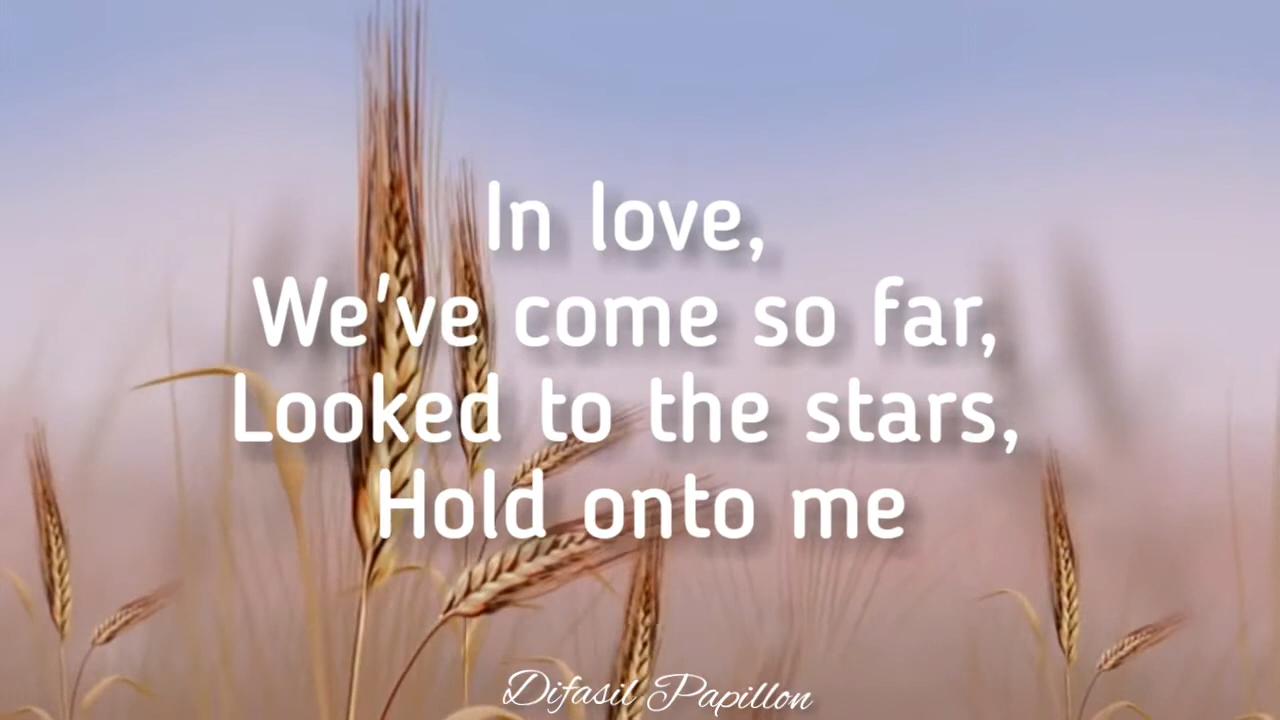 In love,
We've come so far,
Looked to the stars,
Hold onto me
Difasil Papillon